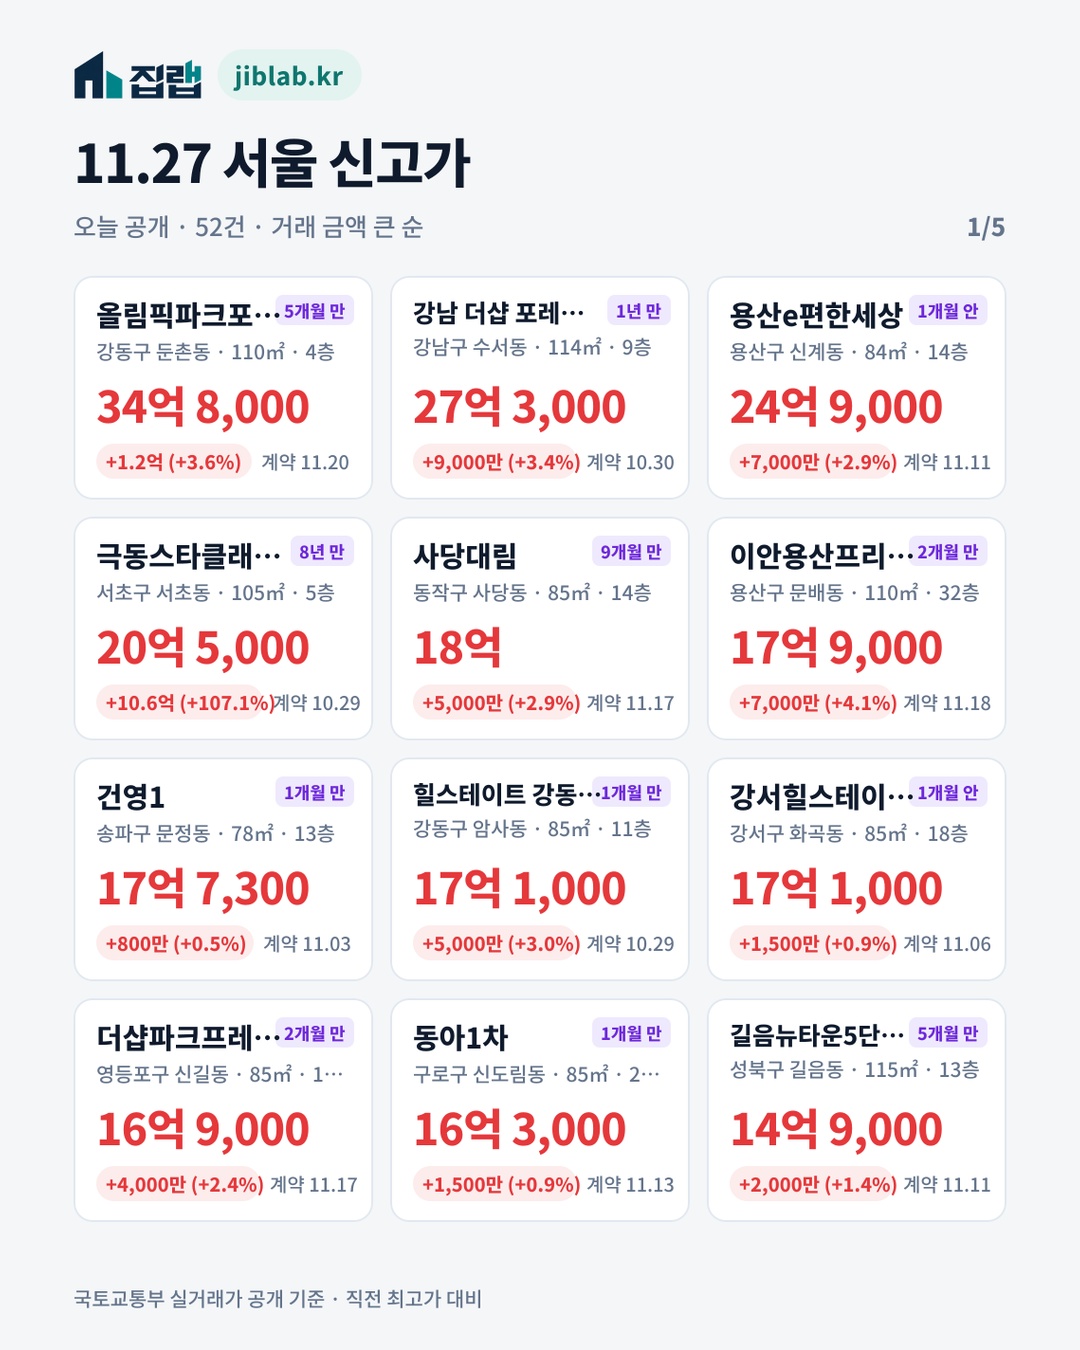 집랩 jiblab.kr
11.27 서울 신고가
오늘 공개 · 52건 · 거래 금액 큰 순 1/5
올림픽파크포… 5개월 만
강동구 둔촌동 · 110㎡ · 4층
34억 8,000
+1.2억 (+3.6%) 계약 11.20
강남 더샵 포레… 1년 만
강남구 수서동 · 114㎡ · 9층
27억 3,000
+9,000만 (+3.4%) 계약 10.30
용산e편한세상 1개월 안
용산구 신계동 · 84㎡ · 14층
24억 9,000
+7,000만 (+2.9%) 계약 11.11
극동스타클래… 8년 만
서초구 서초동 · 105㎡ · 5층
20억 5,000
+10.6억 (+107.1%) 계약 10.29
사당대림 9개월 만
동작구 사당동 · 85㎡ · 14층
18억
+5,000만 (+2.9%) 계약 11.17
이안용산프리… 2개월 만
용산구 문배동 · 110㎡ · 32층
17억 9,000
+7,000만 (+4.1%) 계약 11.18
건영1 1개월 만
송파구 문정동 · 78㎡ · 13층
17억 7,300
+800만 (+0.5%) 계약 11.03
힐스테이트 강동… 1개월 만
강동구 암사동 · 85㎡ · 11층
17억 1,000
+5,000만 (+3.0%) 계약 10.29
강서힐스테이… 1개월 안
강서구 화곡동 · 85㎡ · 18층
17억 1,000
+1,500만 (+0.9%) 계약 11.06
더샵파크프레… 2개월 만
영등포구 신길동 · 85㎡ · 1…
16억 9,000
+4,000만 (+2.4%) 계약 11.17
동아1차 1개월 만
구로구 신도림동 · 85㎡ · 2…
16억 3,000
+1,500만 (+0.9%) 계약 11.13
길음뉴타운5단… 5개월 만
성북구 길음동 · 115㎡ · 13층
14억 9,000
+2,000만 (+1.4%) 계약 11.11
국토교통부 실거래가 공개 기준 · 직전 최고가 대비